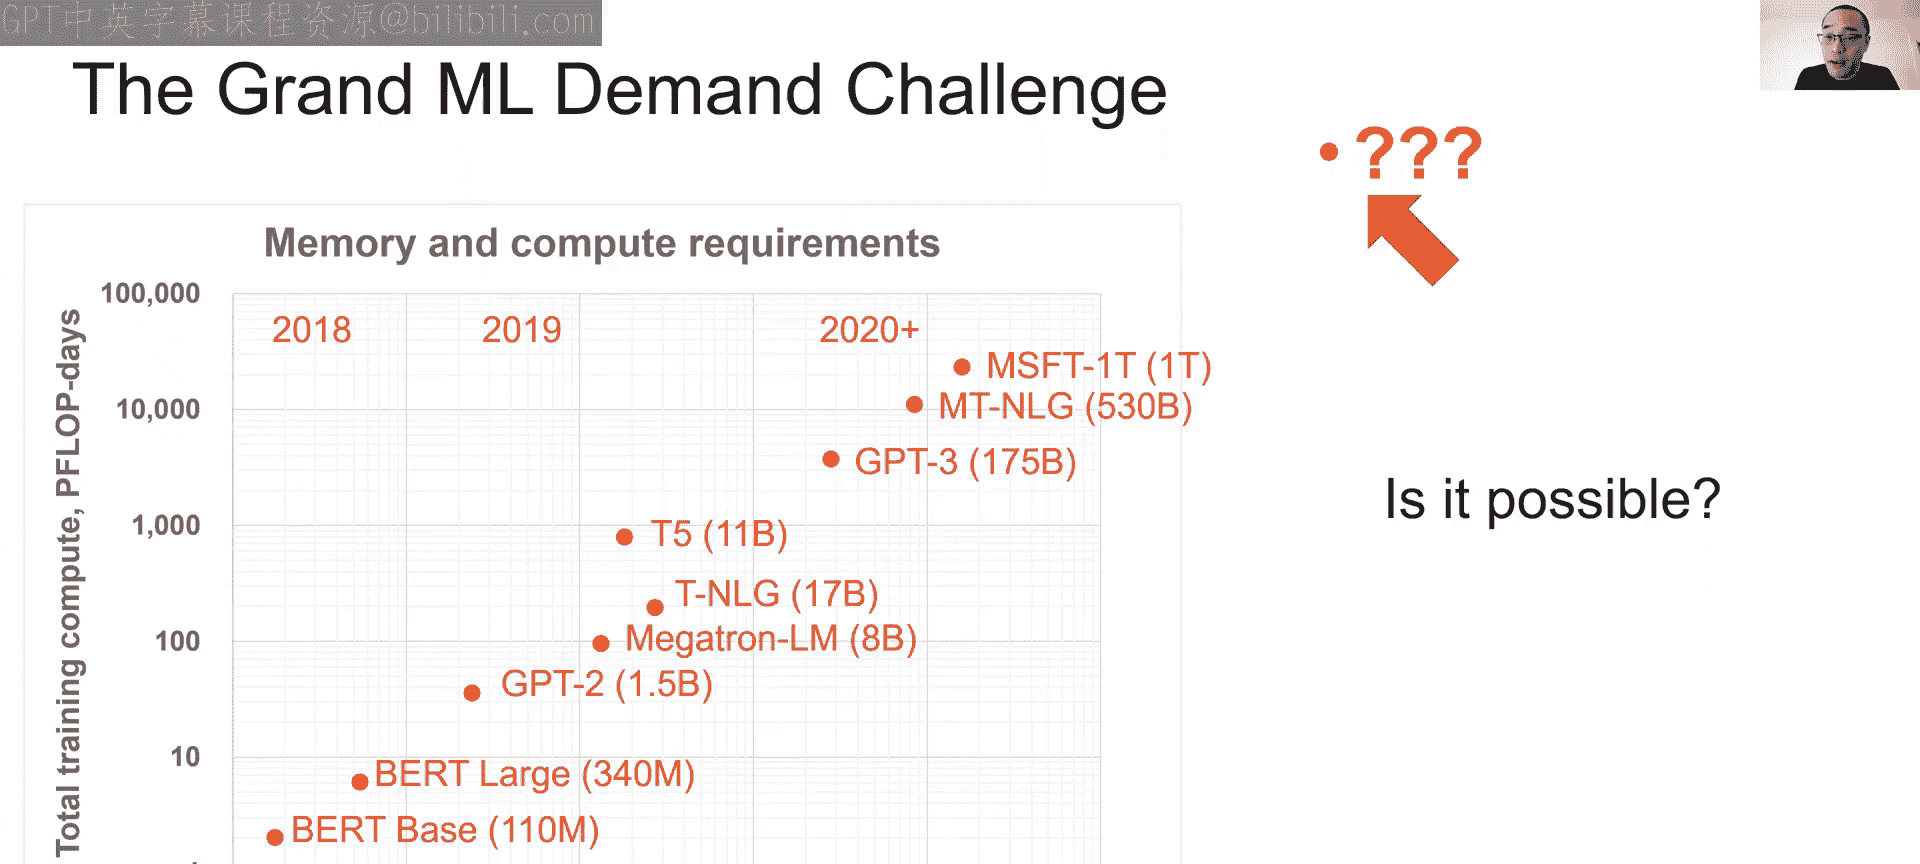 GPT中英字幕课程资源@bilibili.com
The Grand ML Demand Challenge
• ???
Memory and compute requirements
Total training compute, PFLOP-days
100,000
10,000
1,000
100
10
2018
2019
2020+
MSFT-1T (1T)
MT-NLG (530B)
GPT-3 (175B)
T5 (11B)
T-NLG (17B)
Megatron-LM (8B)
GPT-2 (1.5B)
BERT Large (340M)
BERT Base (110M)
Is it possible?